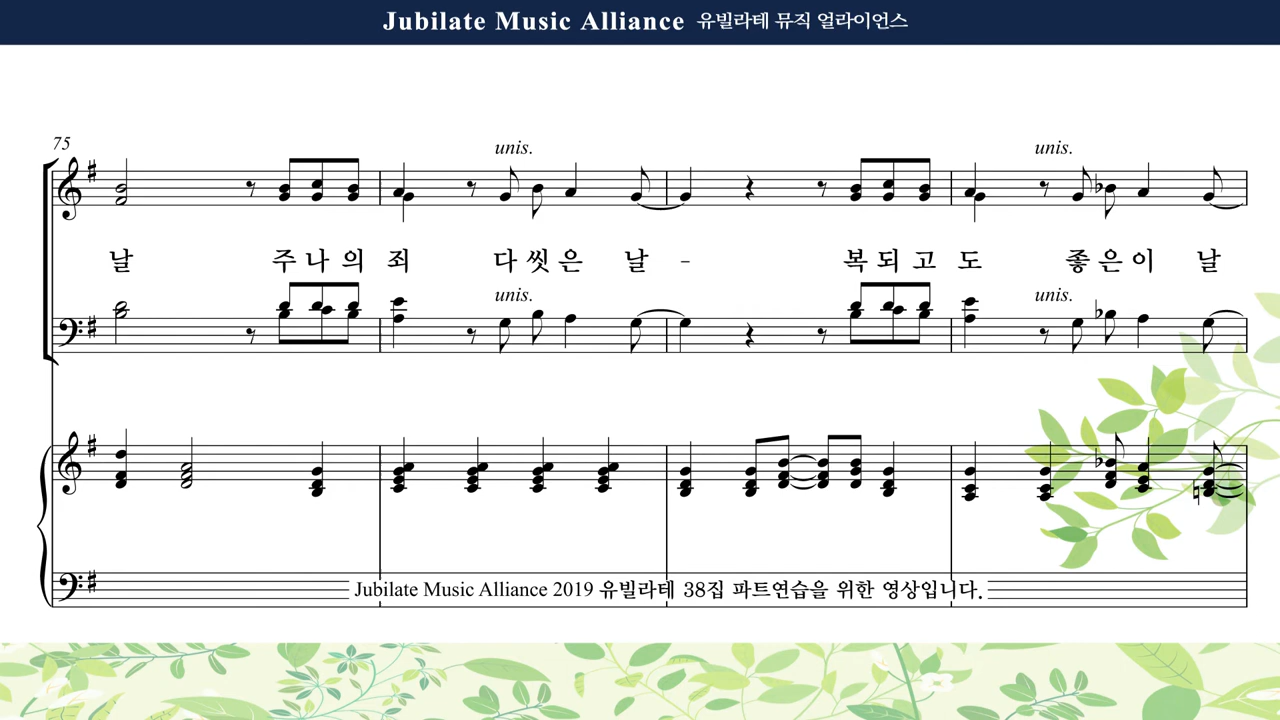 Jubilate Music Alliance 유빌라테 뮤직 얼라이언스
75
unis. unis.
날 주 나 의 죄 다 씻 은 날 - 복 되 고 도 좋 은 이 날
unis. unis.
Jubilate Music Alliance 2019 유빌라테 38집 파트연습을 위한 영상입니다.